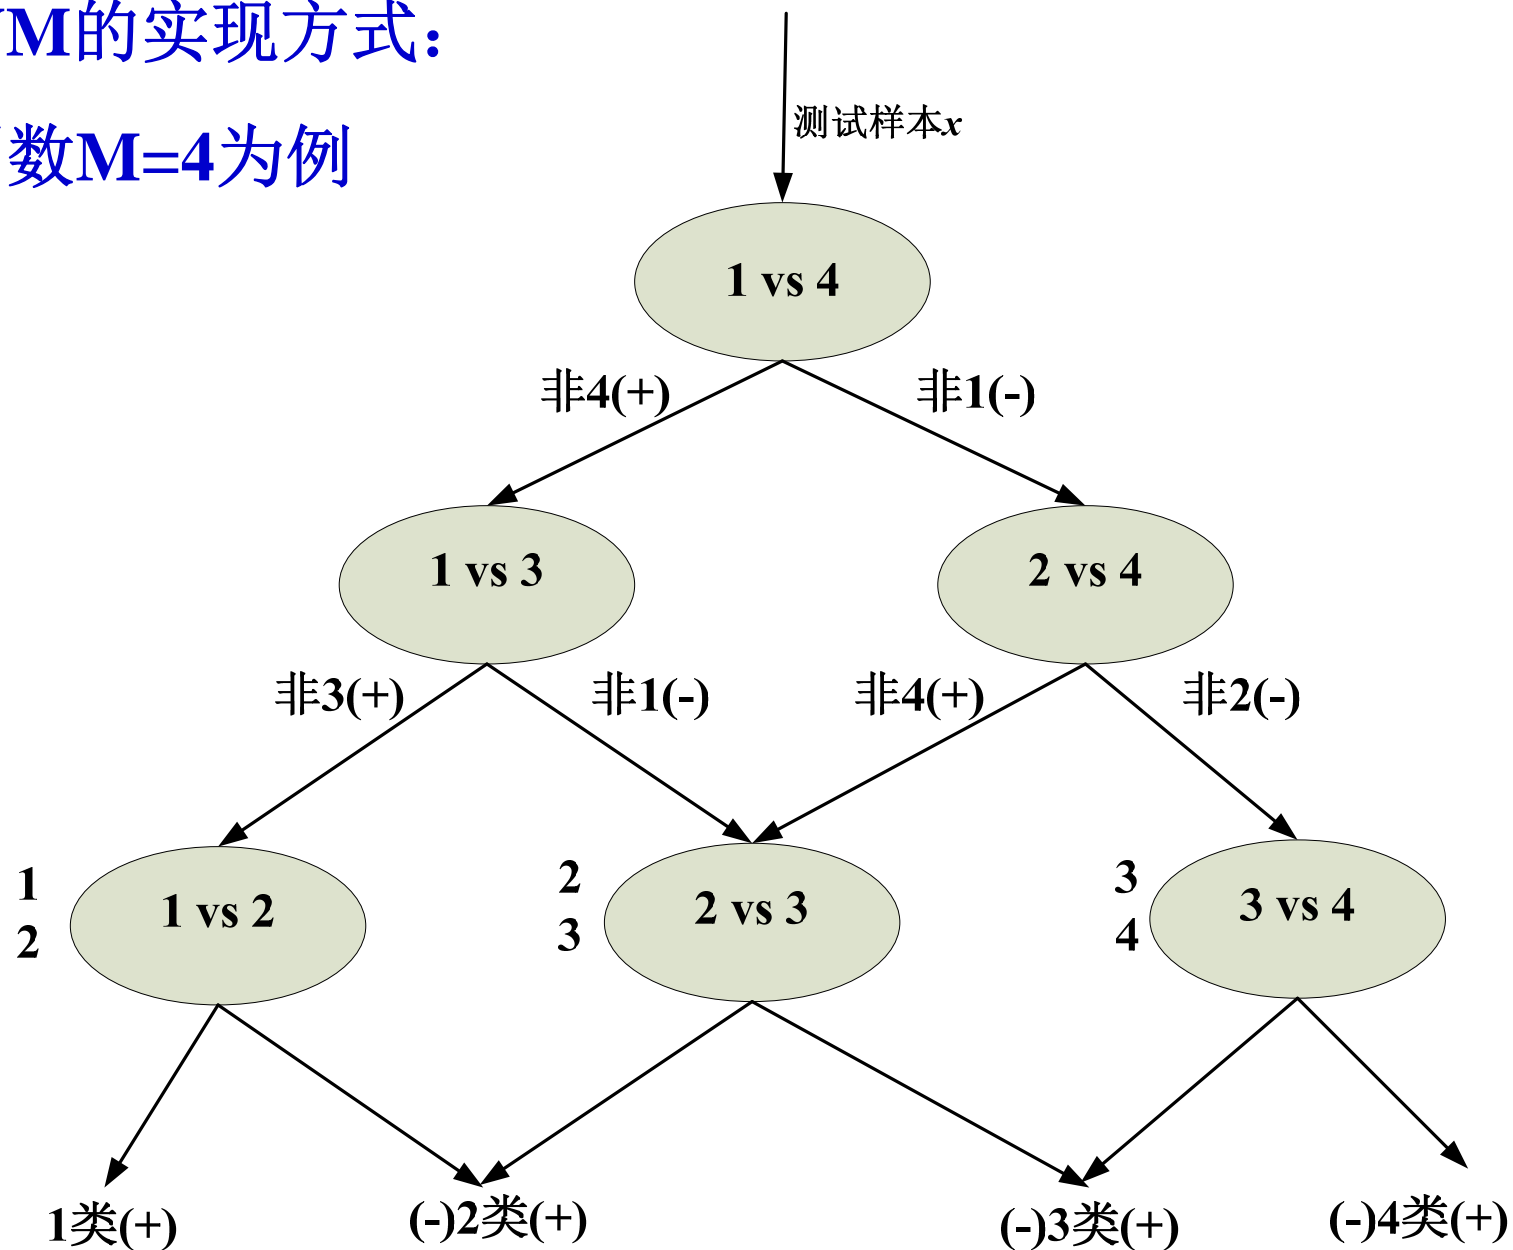 M的实现方式：
数M=4为例
测试样本x
1 vs 4
非4(+) 非1(-)
1 vs 3 2 vs 4
非3(+) 非1(-) 非4(+) 非2(-)
1 2 3
1 vs 2 2 vs 3 3 vs 4
2 3 4
1类(+) (-)2类(+) (-)3类(+) (-)4类(+)